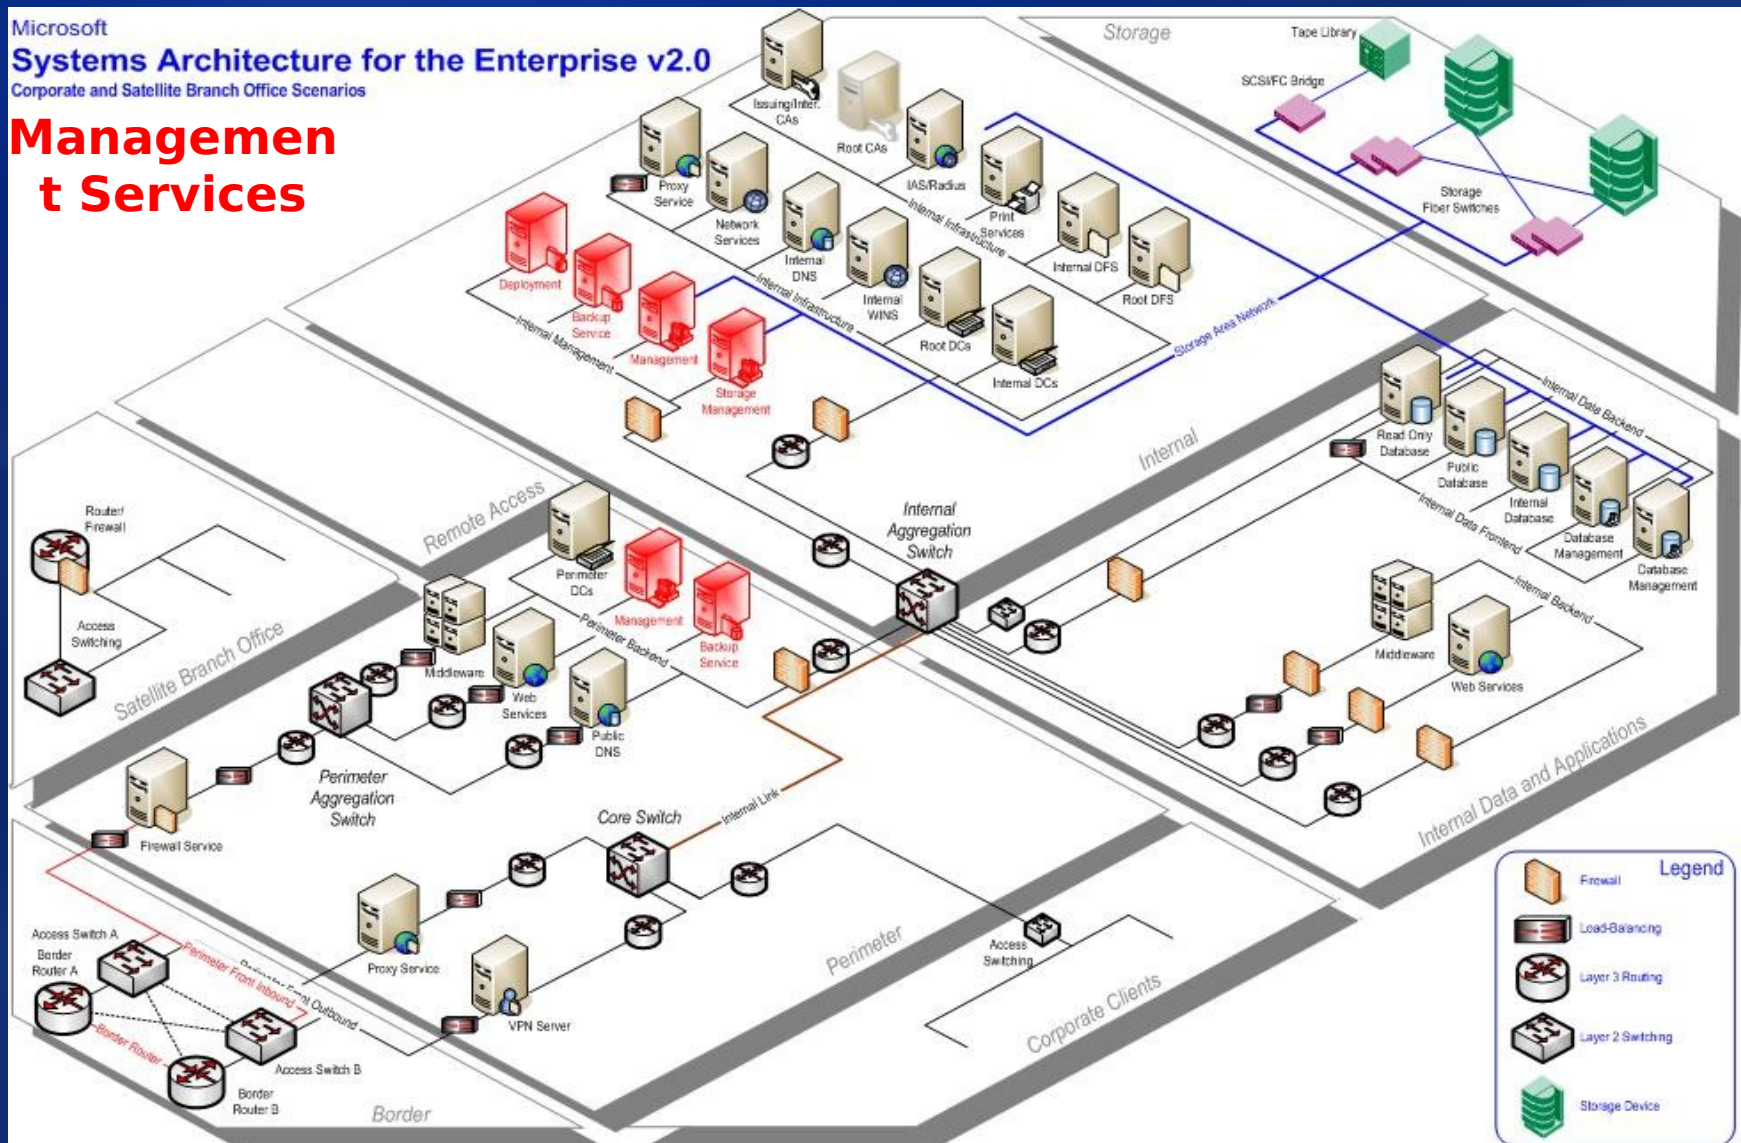 Microsoft
Systems Architecture for the Enterprise v2.0
Corporate and Satellite Branch Office Scenarios
Managemen
t Services
Storage
Tape Library
SCSI/FC Bridge
Storage
Fiber Switches
Issuing/Inter.
CAs
Root CAs
IAS/Radius
Print
Services
Internal DFS
Root DFS
Internal Infrastructure
Proxy
Service
Network
Services
Internal
DNS
Internal
WINS
Root DCs
Internal DCs
Internal Infrastructure
Deployment
Backup
Service
Management
Storage
Management
Internal Management
Storage Area Network
Internal
Remote Access
Read Only
Database
Public
Database
Internal
Database
Database
Management
Database
Management
Internal Data Backend
Internal Data Frontend
Internal Backend
Middleware
Web Services
Internal Data and Applications
Internal
Aggregation
Switch
Router/
Firewall
Access
Switching
Satellite Branch Office
Perimeter
DCs
Management
Backup
Service
Perimeter Backend
Middleware
Web
Services
Public
DNS
Perimeter
Aggregation
Switch
Firewall Service
Core Switch
Internal Link
Proxy Service
VPN Server
Perimeter
Access
Switching
Corporate Clients
Access Switch A
Border
Router A
Perimeter Front Inbound
Outbound
Border Router
Access Switch B
Border
Router B
Border
Legend
Firewall
Load-Balancing
Layer 3 Routing
Layer 2 Switching
Storage Device